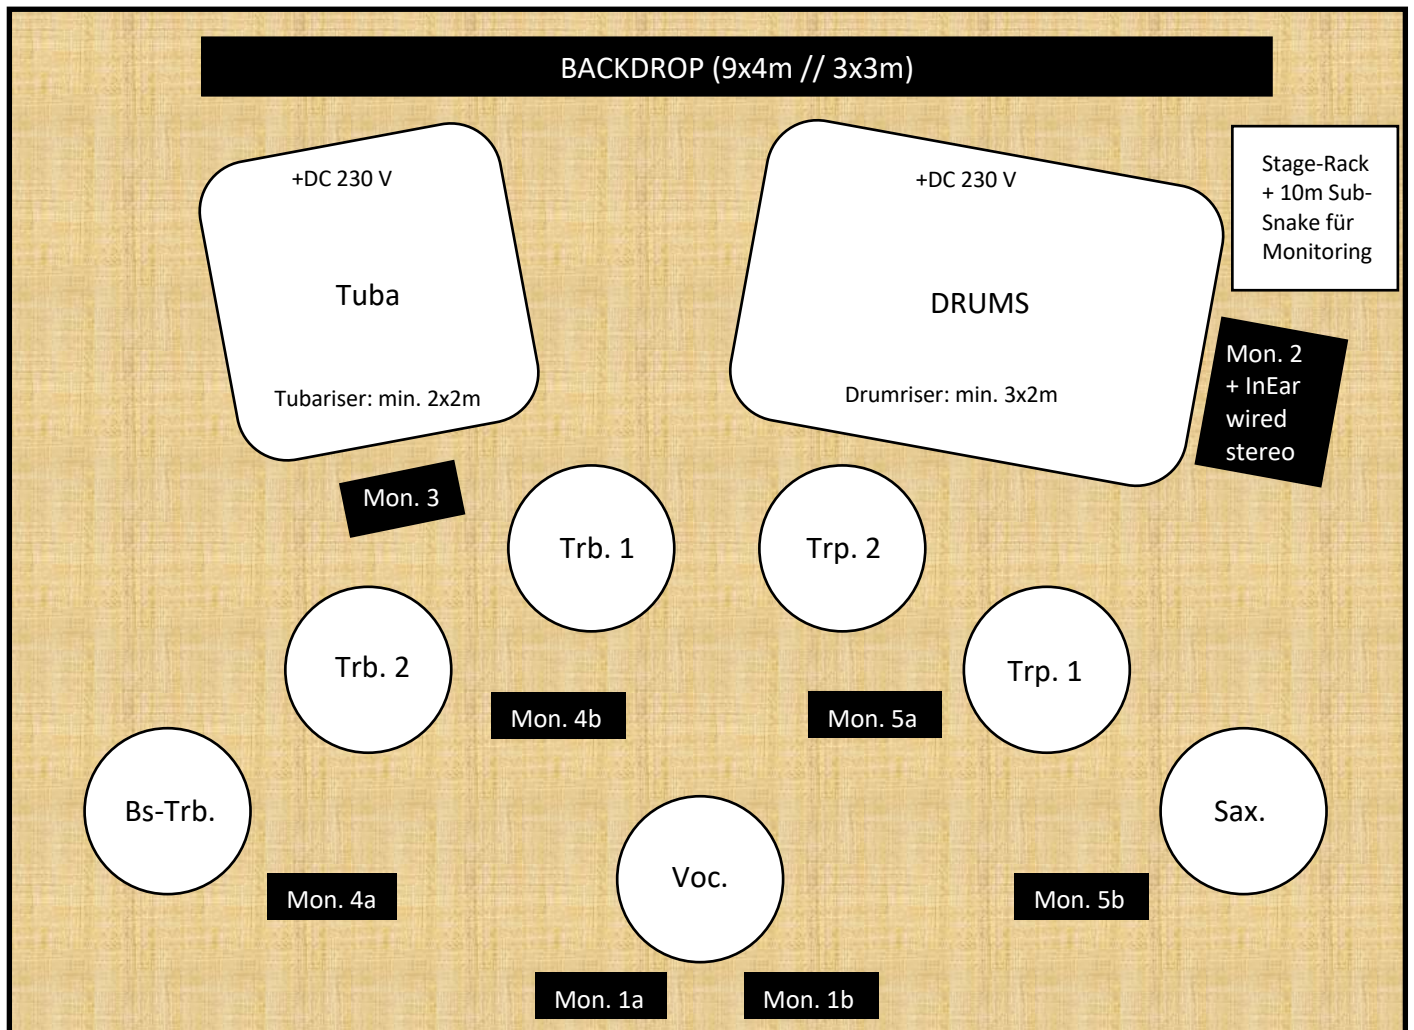 BACKDROP (9x4m // 3x3m)
+DC 230 V
Tuba
Tubariser: min. 2x2m
+DC 230 V
DRUMS
Drumriser: min. 3x2m
Stage-Rack
+ 10m Sub-
Snake für
Monitoring
Mon. 2
+ InEar
wired
stereo
Mon. 3
Trb. 1
Trp. 2
Trb. 2
Trp. 1
Mon. 4b
Mon. 5a
Bs-Trb.
Sax.
Voc.
Mon. 4a
Mon. 5b
Mon. 1a
Mon. 1b